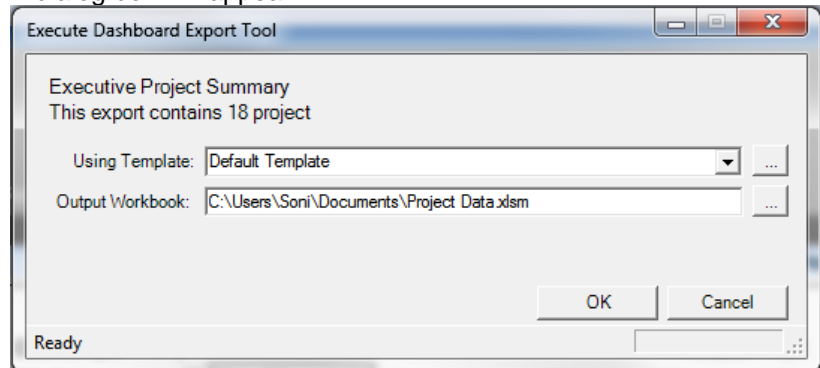 Execute Dashboard Export Tool
Executive Project Summary
This export contains 18 project
Using Template: Default Template ...
Output Workbook: C:\Users\Soni\Documents\Project Data.xlsm ...
OK Cancel
Ready